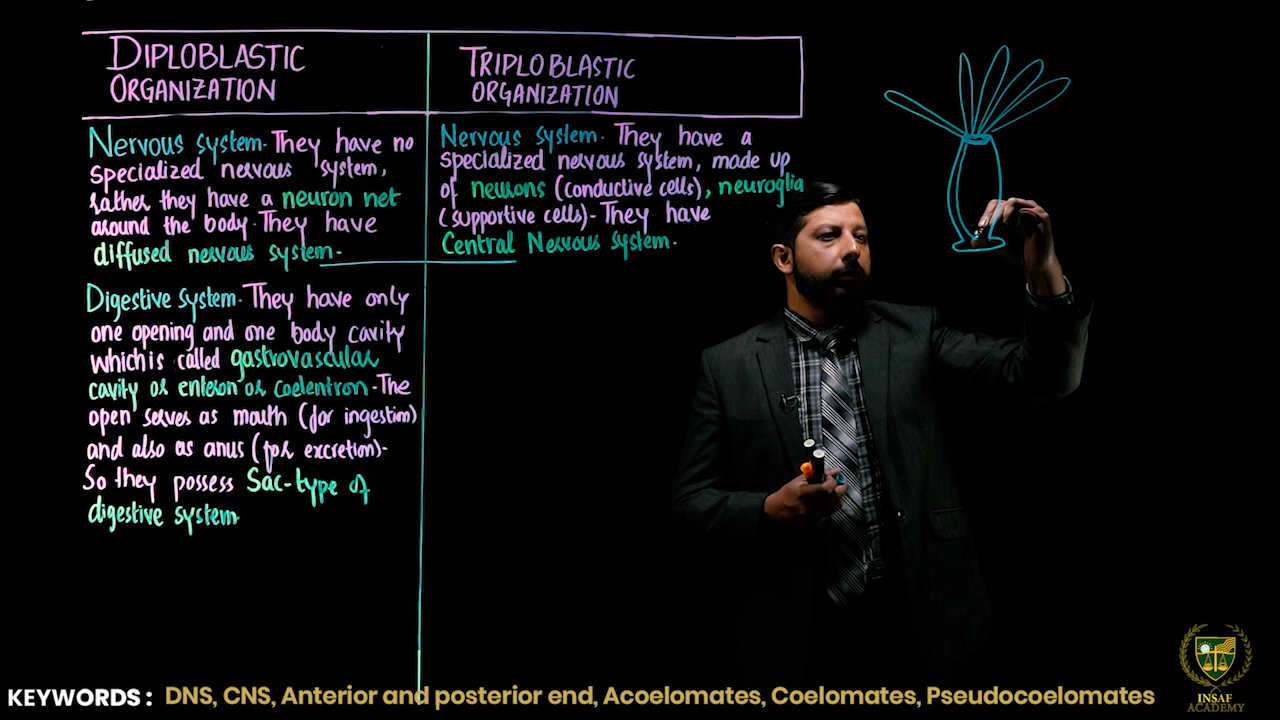 DIPLOBLASTIC
ORGANIZATION
TRIPLOBLASTIC
ORGANIZATION
Nervous system. They have no
specialized nervous system,
rather they have a neuron net
around the body. They have
diffused nervous system.
Digestive system. They have only
one opening and one body cavity
which is called gastrovascular
cavity or enteron or coelentron. The
open serves as mouth (for ingestion)
and also as anus (for excretion).
So they possess Sac-type of
digestive system
Nervous system. They have a
specialized nervous system, made up
of neurons (conductive cells), neuroglia
(supportive cells). They have
Central Nervous system.
KEYWORDS : DNS, CNS, Anterior and posterior end, Acoelomates, Coelomates, Pseudocoelomates
INSAF
ACADEMY